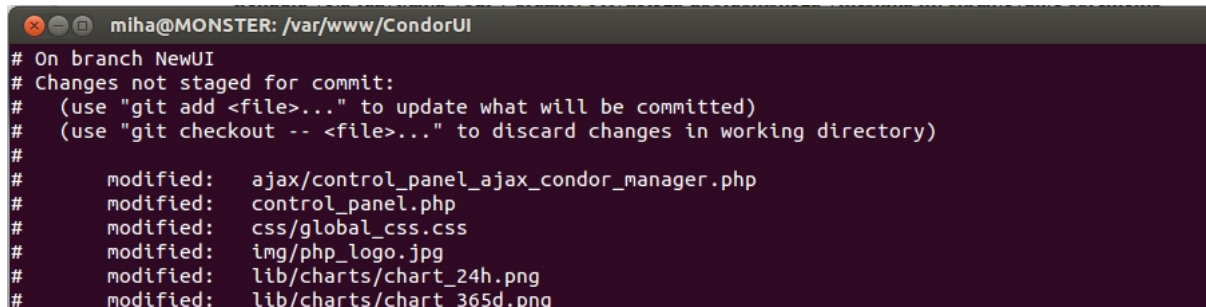 miha@MONSTER: /var/www/CondorUI
# On branch NewUI
# Changes not staged for commit:
#   (use "git add <file>..." to update what will be committed)
#   (use "git checkout -- <file>..." to discard changes in working directory)
#
#       modified:   ajax/control_panel_ajax_condor_manager.php
#       modified:   control_panel.php
#       modified:   css/global_css.css
#       modified:   img/php_logo.jpg
#       modified:   lib/charts/chart_24h.png
#       modified:   lib/charts/chart_365d.png